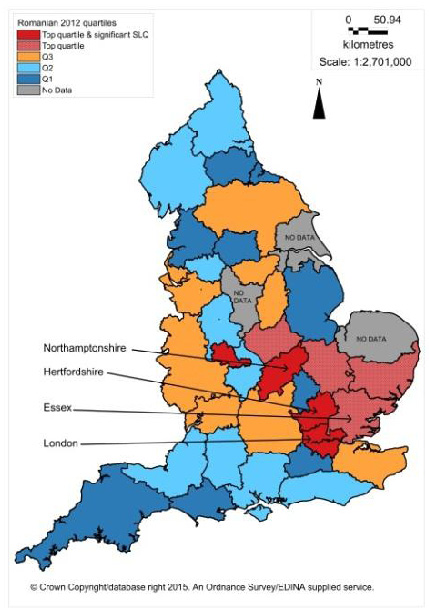 Romanian 2012 quartiles
Top quartile & significant SLQ
Top quartile
Q3
Q2
Q1
No Data
0 50.94
kilometres
Scale: 1:2,701,000
N
NO DATA
NO
DATA
NO DATA
Northamptonshire
Hertfordshire
Essex
London
© Crown Copyright/database right 2015. An Ordnance Survey/EDINA supplied service.